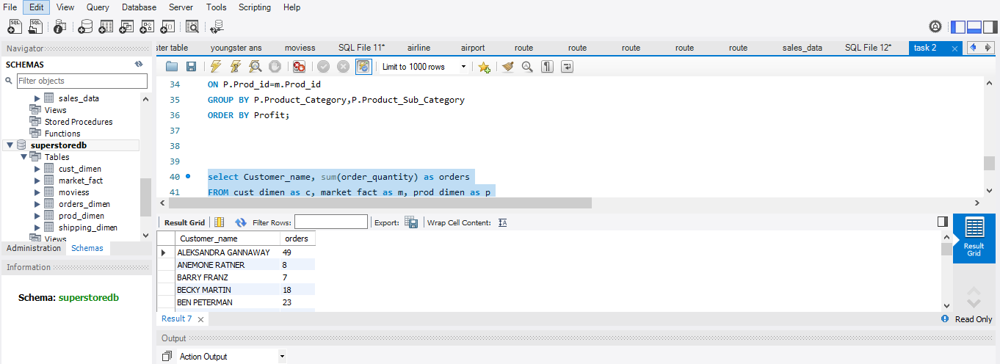 File Edit View Query Database Server Tools Scripting Help
Navigator
SCHEMAS
Filter objects
sales_data
Views
Stored Procedures
Functions
superstoredb
Tables
cust_dimen
market_fact
moviess
orders_dimen
prod_dimen
shipping_dimen
Views
Administration Schemas
Information
Schema: superstoredb
ster table youngster ans moviess SQL File 11* airline airport route route route route route sales_data SQL File 12* task 2
Limit to 1000 rows
34 ON P.Prod_id=m.Prod_id
35 GROUP BY P.Product_Category,P.Product_Sub_Category
36 ORDER BY Profit;
37
38
39
40 select Customer_name, sum(order_quantity) as orders
41 FROM cust_dimen as c, market_fact as m, prod_dimen as p
Result Grid Filter Rows: Export: Wrap Cell Content:
Customer_name orders
ALEKSANDRA GANNAWAY 49
ANEMONE RATNER 8
BARRY FRANZ 7
BECKY MARTIN 18
BEN PETERMAN 23
Result Grid
Result 7
Read Only
Output
Action Output